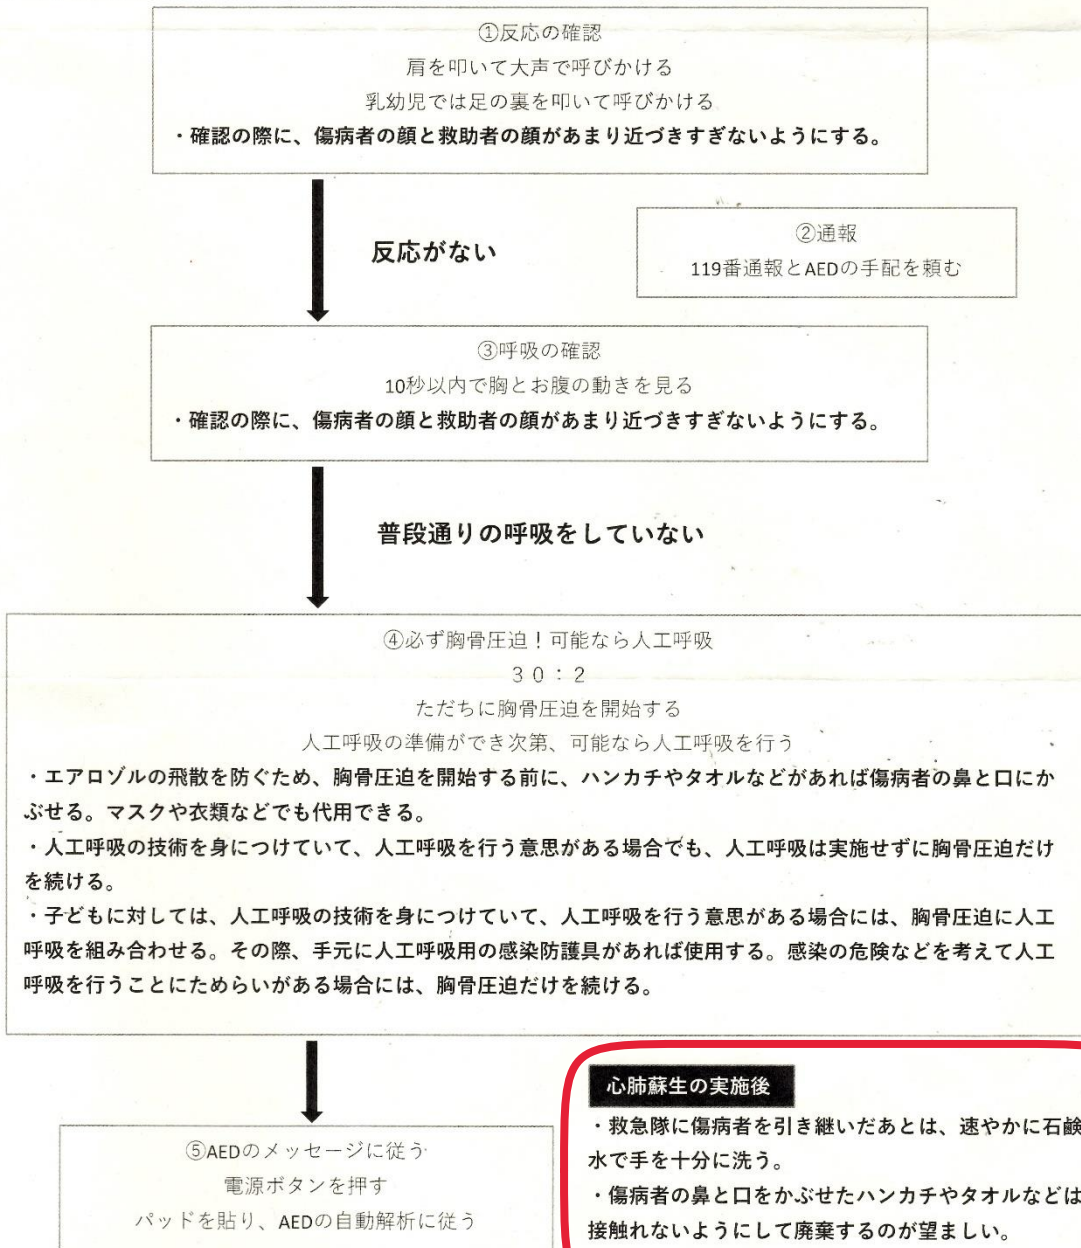 ①反応の確認
肩を叩いて大声で呼びかける
乳幼児では足の裏を叩いて呼びかける
・確認の際に、傷病者の顔と救助者の顔があまり近づきすぎないようにする。
反応がない
②通報
119番通報とAEDの手配を頼む
③呼吸の確認
10秒以内で胸とお腹の動きを見る
・確認の際に、傷病者の顔と救助者の顔があまり近づきすぎないようにする。
普段通りの呼吸をしていない
④必ず胸骨圧迫！可能なら人工呼吸
３０：２
ただちに胸骨圧迫を開始する
人工呼吸の準備ができ次第、可能なら人工呼吸を行う
・エアロゾルの飛散を防ぐため、胸骨圧迫を開始する前に、ハンカチやタオルなどがあれば傷病者の鼻と口にか
ぶせる。マスクや衣類などでも代用できる。
・人工呼吸の技術を身につけていて、人工呼吸を行う意思がある場合でも、人工呼吸は実施せずに胸骨圧迫だけ
を続ける。
・子どもに対しては、人工呼吸の技術を身につけていて、人工呼吸を行う意思がある場合には、胸骨圧迫に人工
呼吸を組み合わせる。その際、手元に人工呼吸用の感染防護具があれば使用する。感染の危険などを考えて人工
呼吸を行うことにためらいがある場合には、胸骨圧迫だけを続ける。
⑤AEDのメッセージに従う
電源ボタンを押す
パッドを貼り、AEDの自動解析に従う
心肺蘇生の実施後
・救急隊に傷病者を引き継いだあとは、速やかに石鹸
水で手を十分に洗う。
・傷病者の鼻と口をかぶせたハンカチやタオルなどは
接触れないようにして廃棄するのが望ましい。